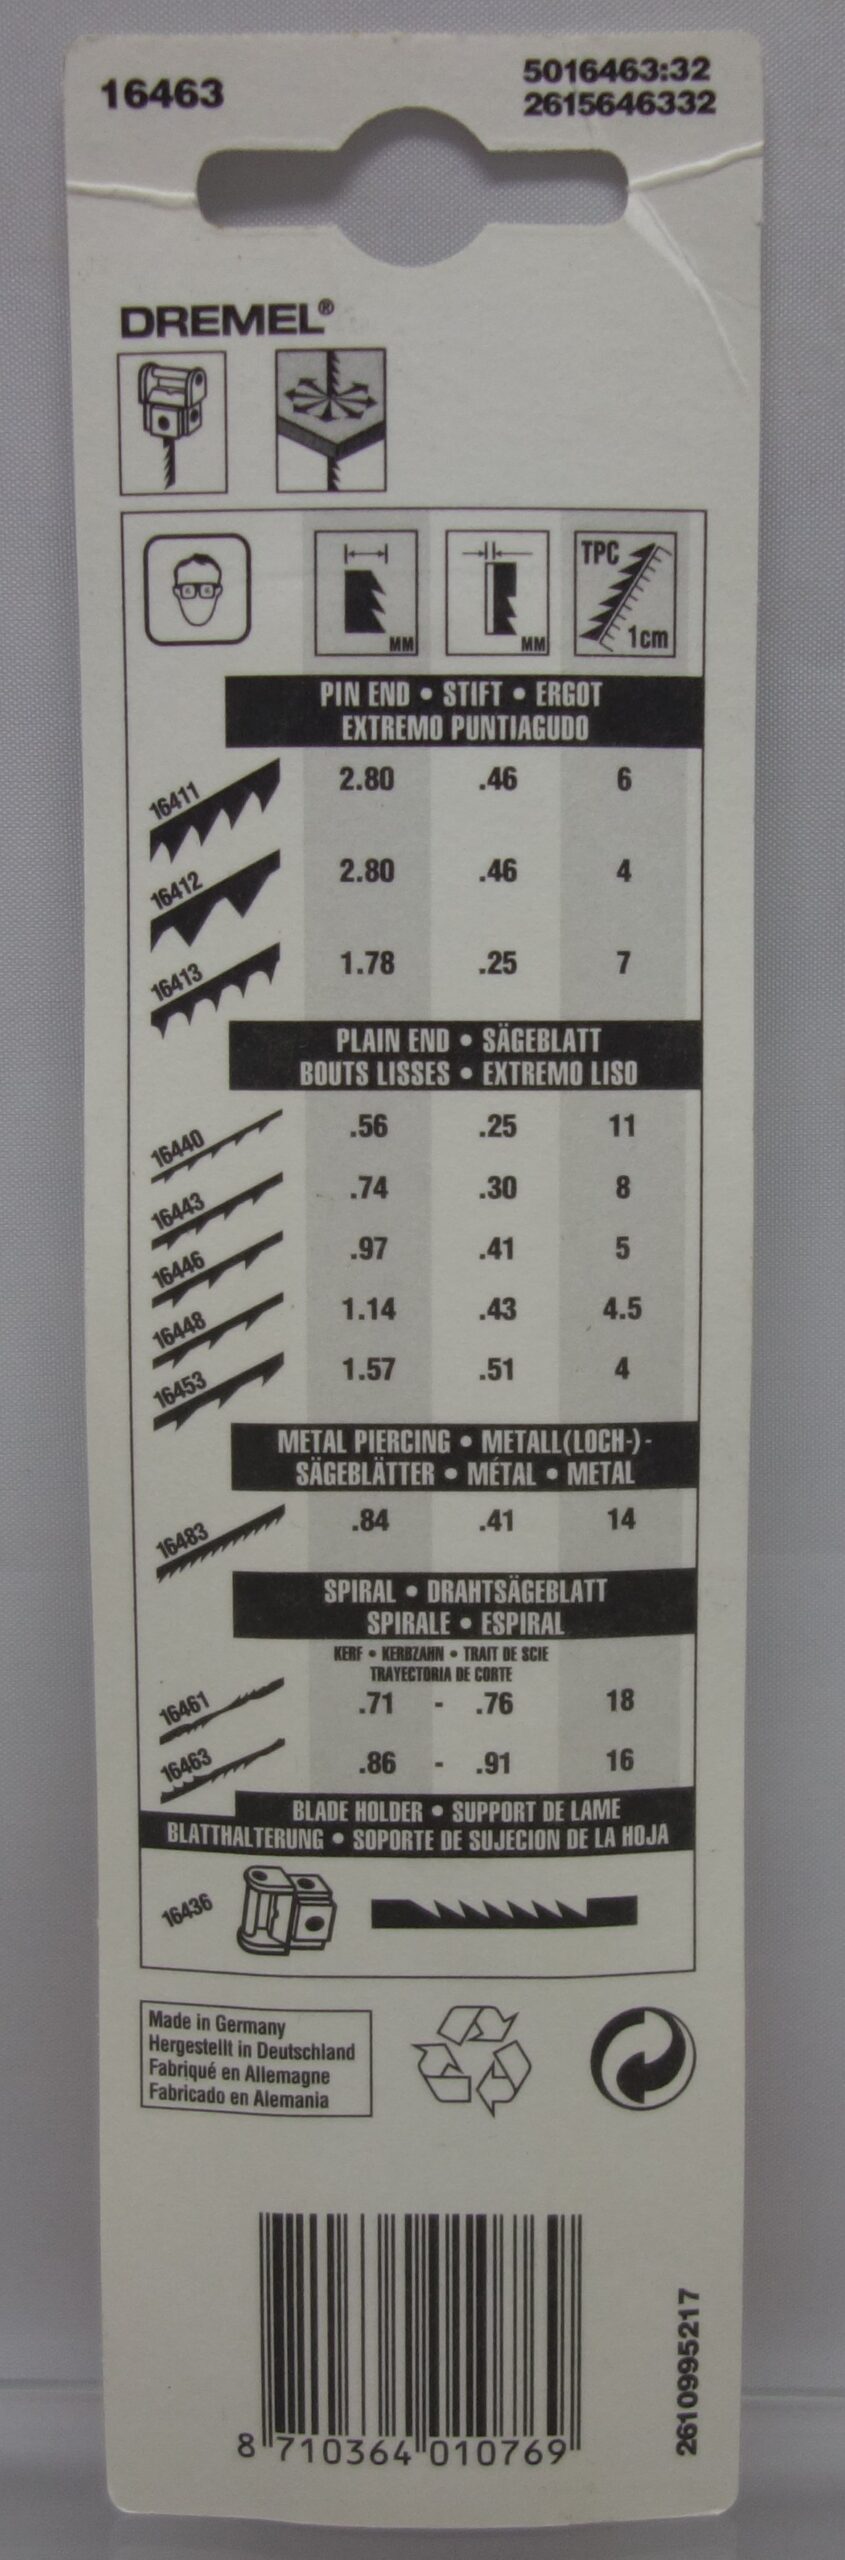 16463
5016463:32
2615646332
DREMEL®
MM
MM
TPC
1cm
PIN END • STIFT • ERGOT
EXTREMO PUNTIAGUDO
16411 2.80 .46 6
16412 2.80 .46 4
16413 1.78 .25 7
PLAIN END • SÄGEBLATT
BOUTS LISSES • EXTREMO LISO
16440 .56 .25 11
16443 .74 .30 8
16446 .97 .41 5
16448 1.14 .43 4.5
16453 1.57 .51 4
METAL PIERCING • METALL(LOCH-)-
SÄGEBLÄTTER • MÉTAL • METAL
16483 .84 .41 14
SPIRAL • DRAHTSÄGEBLATT
SPIRALE • ESPIRAL
KERF • KERBZAHN • TRAIT DE SCIE
TRAYECTORIA DE CORTE
16461 .71 - .76 18
16463 .86 - .91 16
BLADE HOLDER • SUPPORT DE LAME
BLATTHALTERUNG • SOPORTE DE SUJECION DE LA HOJA
16436
Made in Germany
Hergestellt in Deutschland
Fabriqué en Allemagne
Fabricado en Alemania
8 710364 010769
2610995217